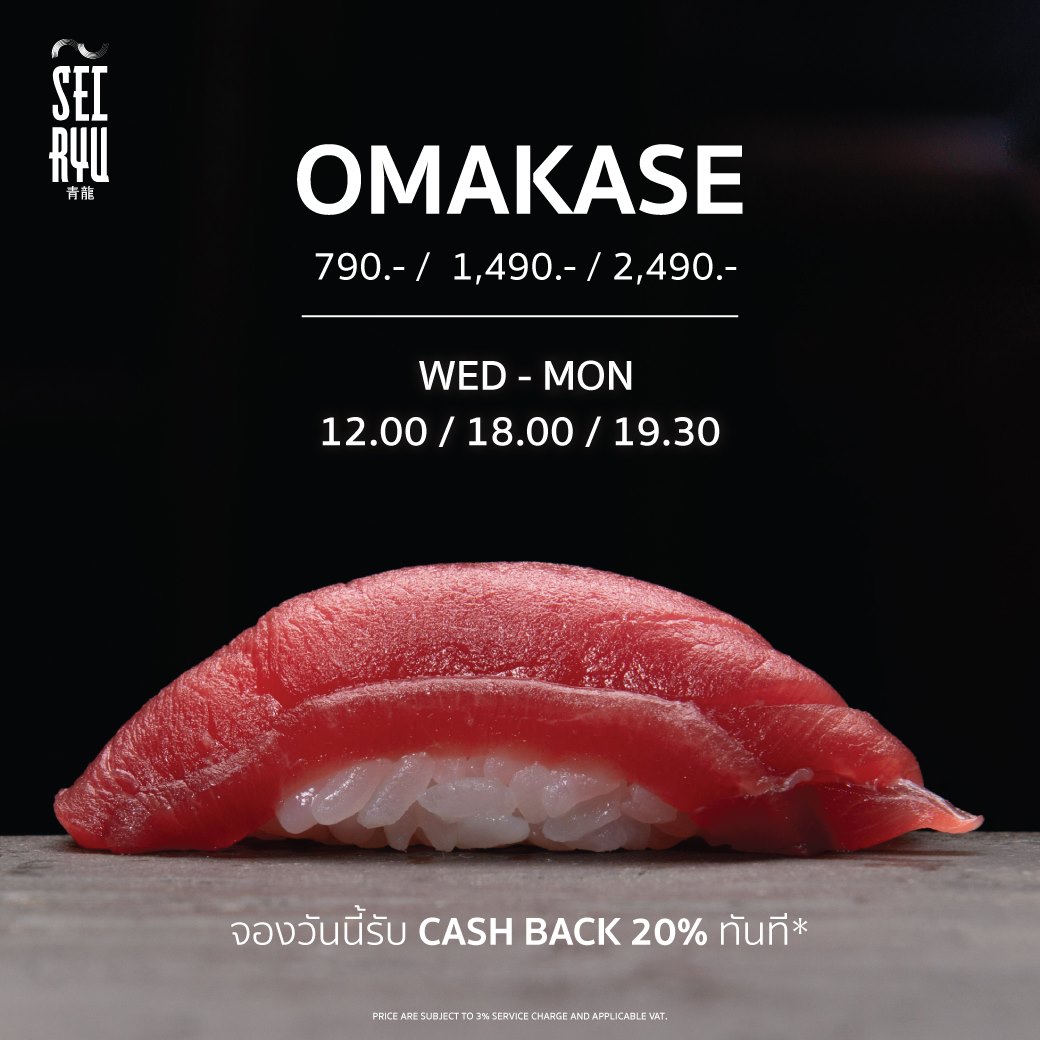 SEI
RYU
青龍
OMAKASE
790.- / 1,490.- / 2,490.-
WED - MON
12.00 / 18.00 / 19.30
จองวันนี้รับ CASH BACK 20% ทันที*
PRICE ARE SUBJECT TO 3% SERVICE CHARGE AND APPLICABLE VAT.